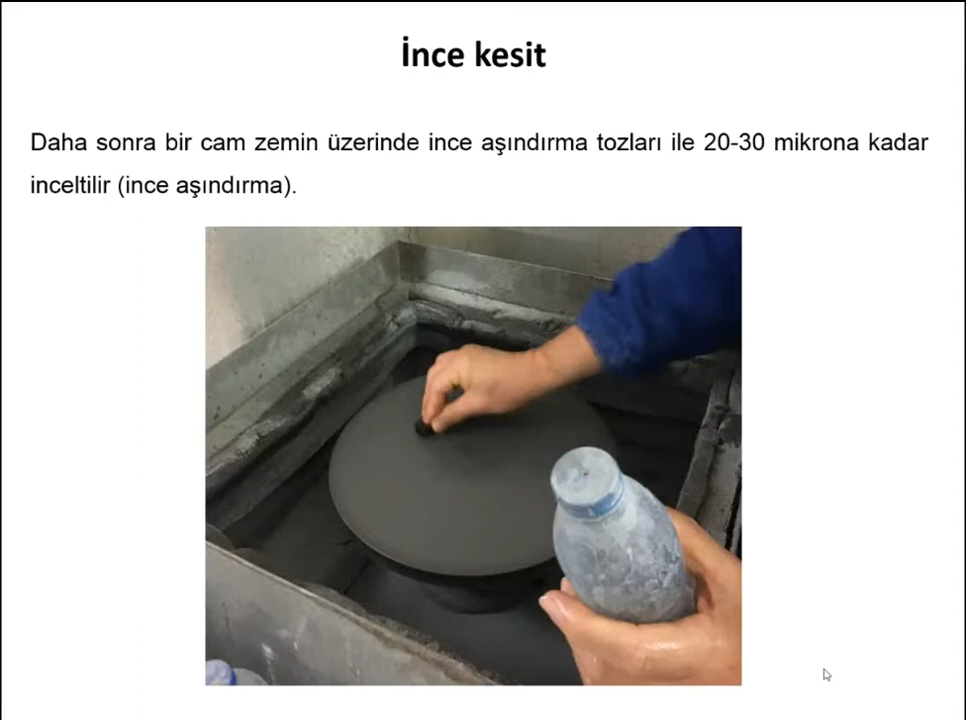 İnce kesit
Daha sonra bir cam zemin üzerinde ince aşındırma tozları ile 20-30 mikrona kadar
inceltilir (ince aşındırma).